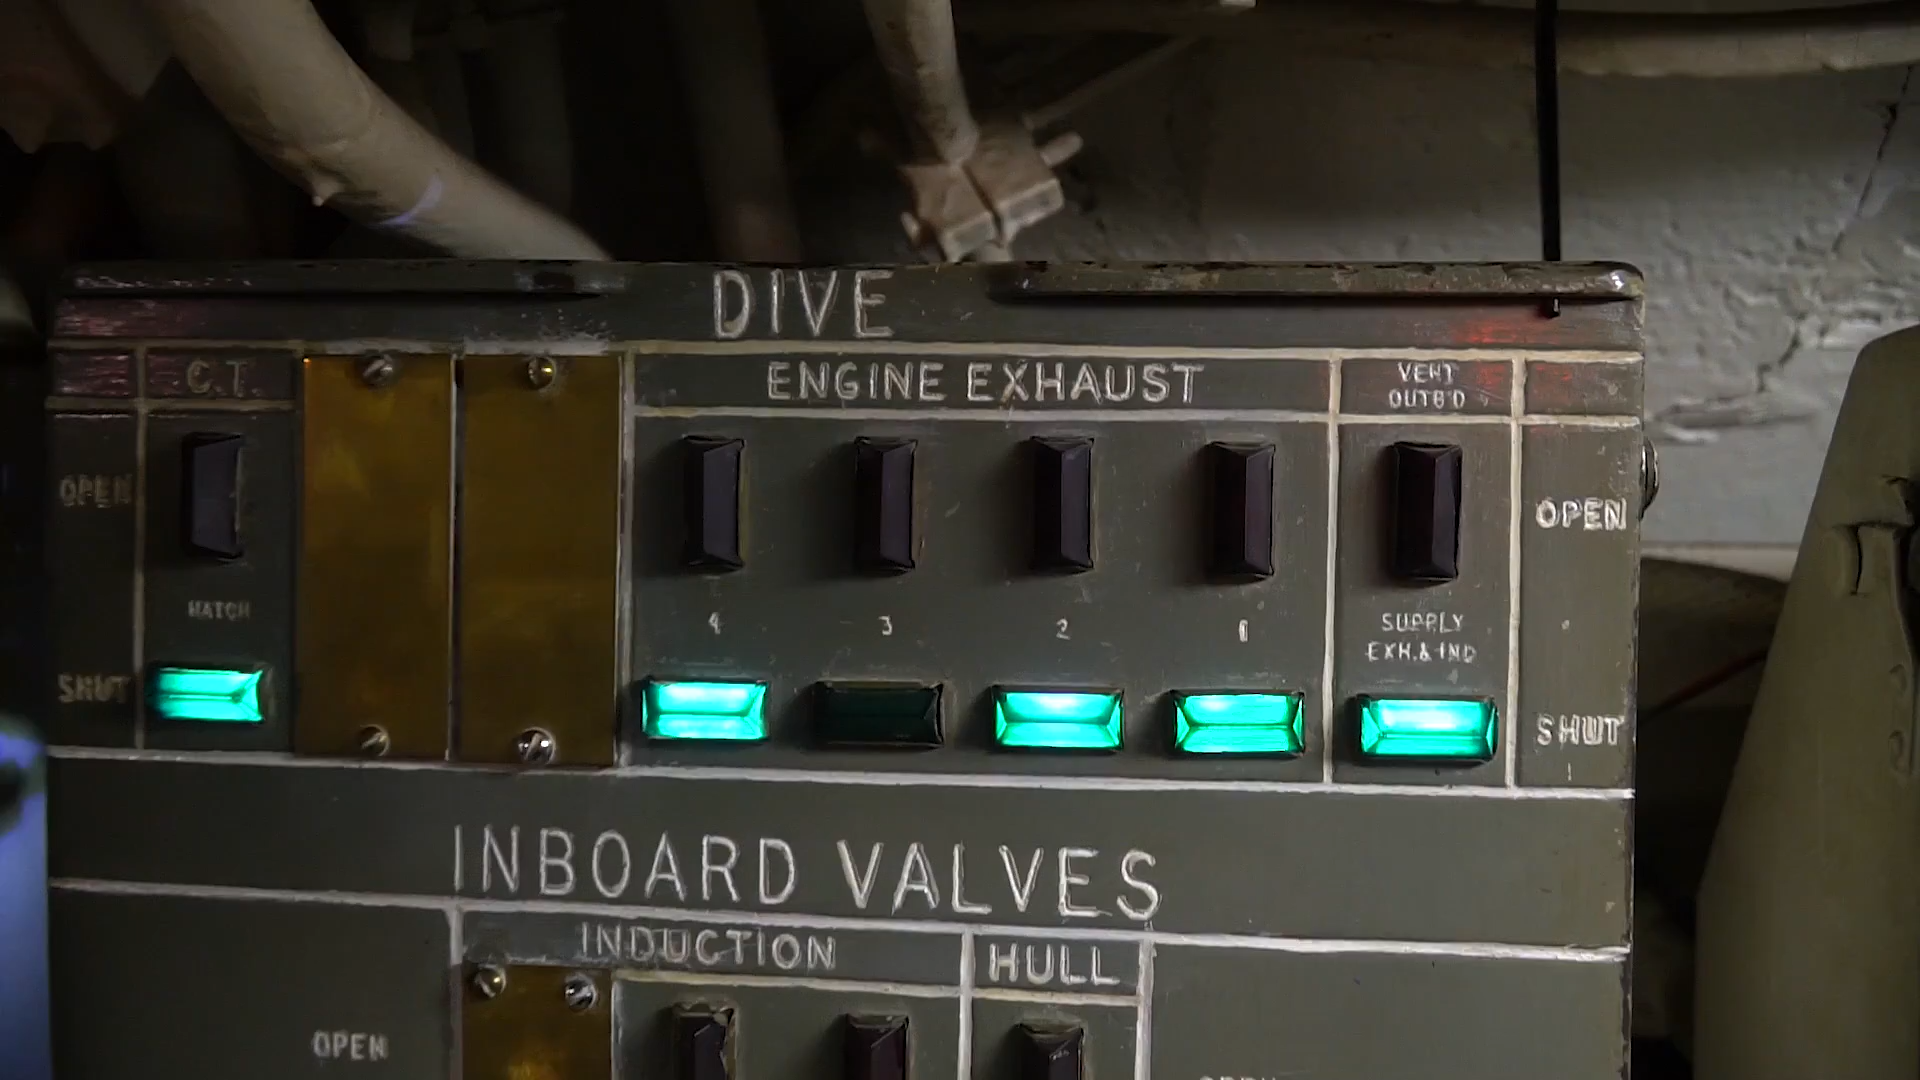 DIVE
C.T. ENGINE EXHAUST VENT
OUTB'D
OPEN OPEN
HATCH 4 3 2 1 SUPPLY
EXH.& IND
SHUT SHUT
INBOARD VALVES
INDUCTION HULL
OPEN